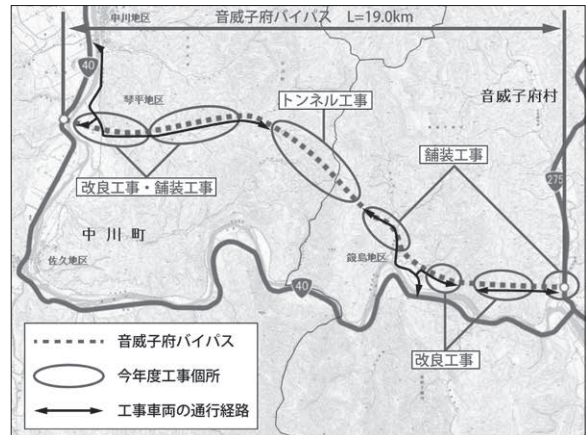 中川地区
音威子府バイパス L=19.0km
40
琴平地区
トンネル工事
音威子府村
舗装工事
改良工事・舗装工事
275
中川町
佐久地区
筬島地区
40
改良工事
音威子府バイパス
今年度工事個所
工事車両の通行経路